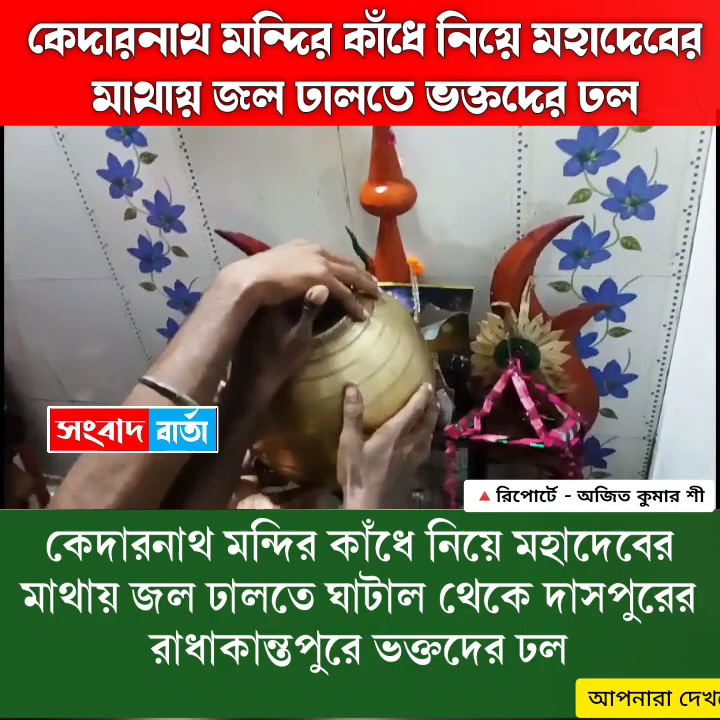 কেদারনাথ মন্দির কাঁধে নিয়ে মহাদেবের
মাথায় জল ঢালতে ভক্তদের ঢল
সংবাদ বার্তা
রিপোর্টে - অজিত কুমার শী
কেদারনাথ মন্দির কাঁধে নিয়ে মহাদেবের
মাথায় জল ঢালতে ঘাটাল থেকে দাসপুরের
রাধাকান্তপুরে ভক্তদের ঢল
আপনারা